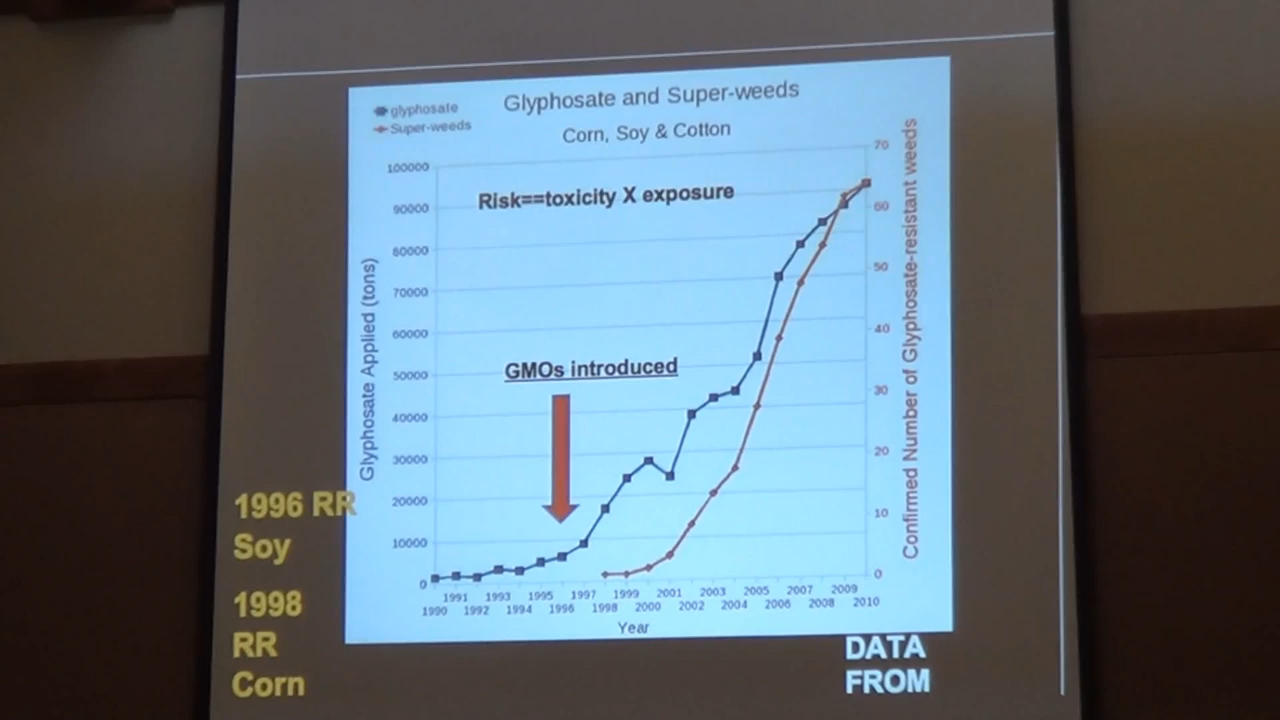 Glyphosate and Super-weeds
Corn, Soy & Cotton
glyphosate
Super-weeds
Risk==toxicity X exposure
GMOs introduced
Glyphosate Applied (tons)
100000
90000
80000
70000
60000
50000
40000
30000
20000
10000
0
Confirmed Number of Glyphosate-resistant weeds
70
60
50
40
30
20
10
0
1991 1993 1995 1997 1999 2001 2003 2005 2007 2009
1990 1992 1994 1996 1998 2000 2002 2004 2006 2008 2010
Year
1996 RR
Soy
1998
RR
Corn
DATA
FROM